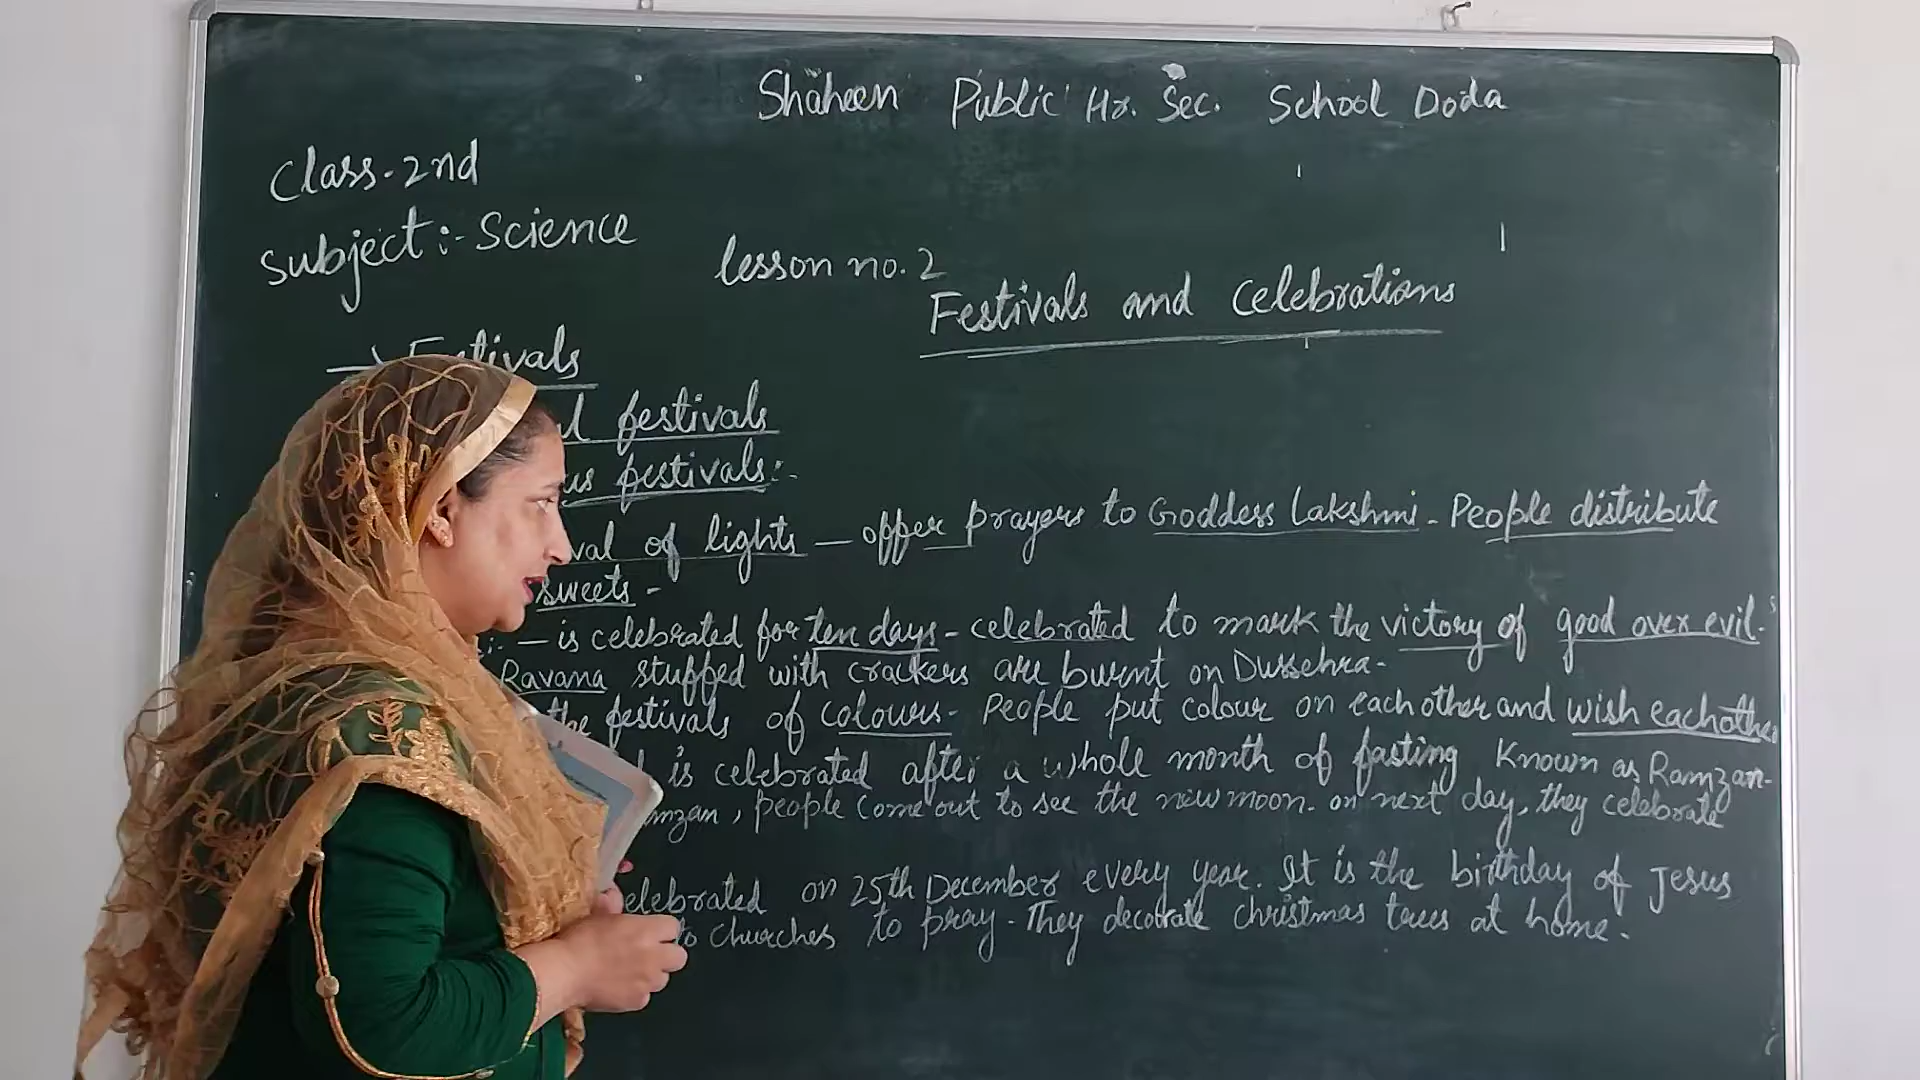 Shaheen Public Hr. Sec. School Doda
Class-2nd
Subject:- Science
lesson no. 2
Festivals and celebrations
Festivals
festivals
festivals:-
of lights - offer prayers to Goddess Lakshmi - People distribute
sweets -
- is celebrated for ten days - celebrated to mark the victory of good over evil.
Ravana stuffed with crackers are burnt on Dussehra -
the festivals of colours - People put colour on each other and wish each other
is celebrated after a whole month of fasting known as Ramzan -
, people come out to see the new moon. on next day, they celebrate
celebrated on 25th December every year. It is the birthday of Jesus
to churches to pray - They decorate christmas trees at home.